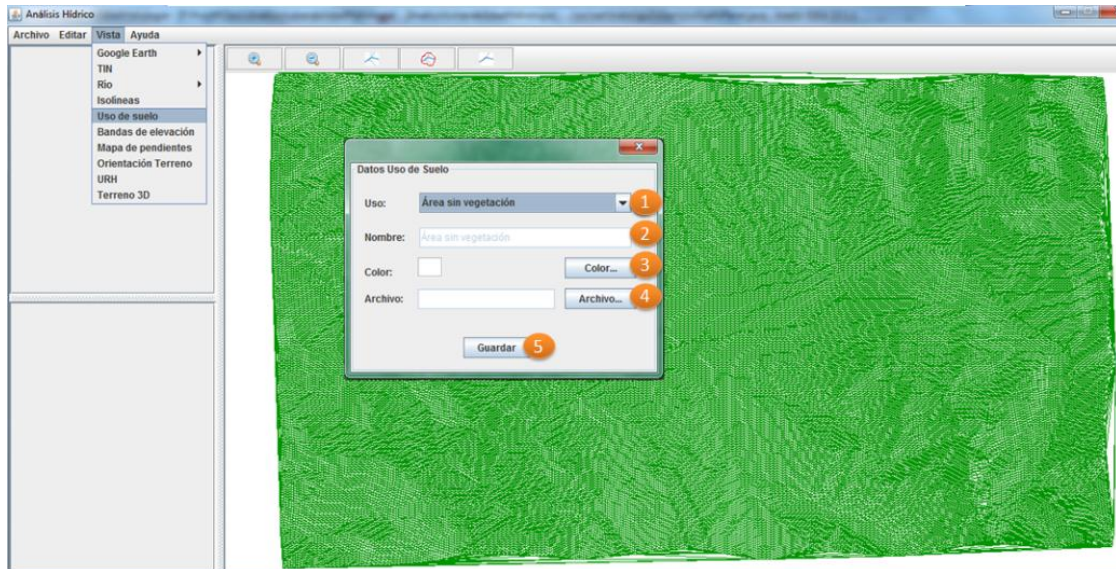 Análisis Hídrico
Archivo Editar Vista Ayuda
Google Earth
TIN
Rio
Isolineas
Uso de suelo
Bandas de elevación
Mapa de pendientes
Orientación Terreno
URH
Terreno 3D
Datos Uso de Suelo
Uso: Área sin vegetación 1
Nombre: Área sin vegetación 2
Color: Color... 3
Archivo: Archivo... 4
Guardar 5